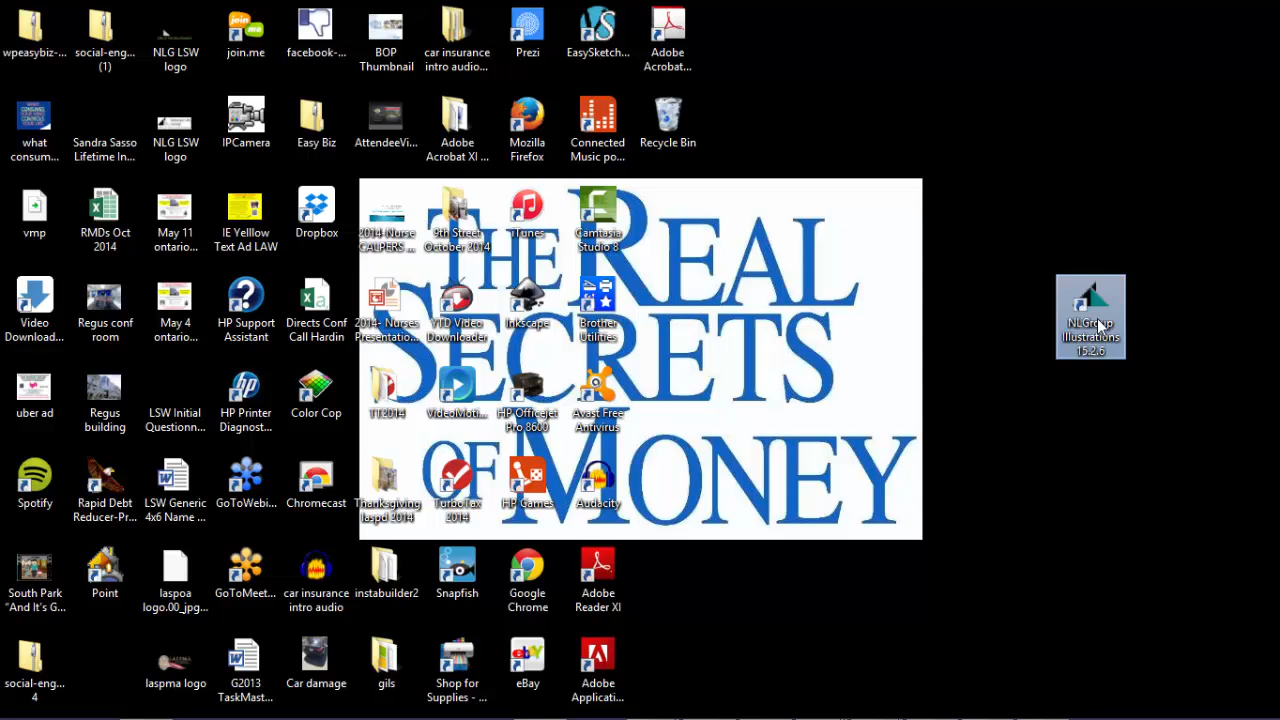 wpeasybiz-...
social-eng...
(1)
NLG LSW
logo
join.me
facebook-...
BOP
Thumbnail
car insurance
intro audio...
Prezi
EasySketch...
Adobe
Acrobat...
what
consum...
Sandra Sasso
Lifetime In...
NLG LSW
logo
IPCamera
Easy Biz
AttendeeVi...
Adobe
Acrobat XI ...
Mozilla
Firefox
Connected
Music po...
Recycle Bin
vmp
RMDs Oct
2014
May 11
ontario...
IE Yelllow
Text Ad LAW
Dropbox
2014-Nurse
CALIPERS ...
9th Street
October 2014
iTunes
Camtasia
Studio 8
Video
Download...
Regus conf
room
May 4
ontario...
HP Support
Assistant
Directs Conf
Call Hardin
2014- Nurses
Presentatio...
YTD Video
Downloader
Inkscape
Brother
Utilities
NLGroup
Illustrations
15.2.6
uber ad
Regus
building
LSW Initial
Questionn...
HP Printer
Diagnost...
Color Cop
TT2014
VideoMoti...
HP Officejet
Pro 8600
Avast Free
Antivirus
Spotify
Rapid Debt
Reducer-Pr...
LSW Generic
4x6 Name ...
GoToWebi...
Chromecast
Thanksgiving
laspd 2014
TurboTax
2014
HP Games
Audacity
South Park
"And It's G...
Point
laspoa
logo.00_jpg...
GoToMeet...
car insurance
intro audio
instabuilder2
Snapfish
Google
Chrome
Adobe
Reader XI
social-eng...
4
laspma logo
G2013
TaskMast...
Car damage
gils
Shop for
Supplies - ...
eBay
Adobe
Applicati...
THE REAL
SECRETS
OF MONEY